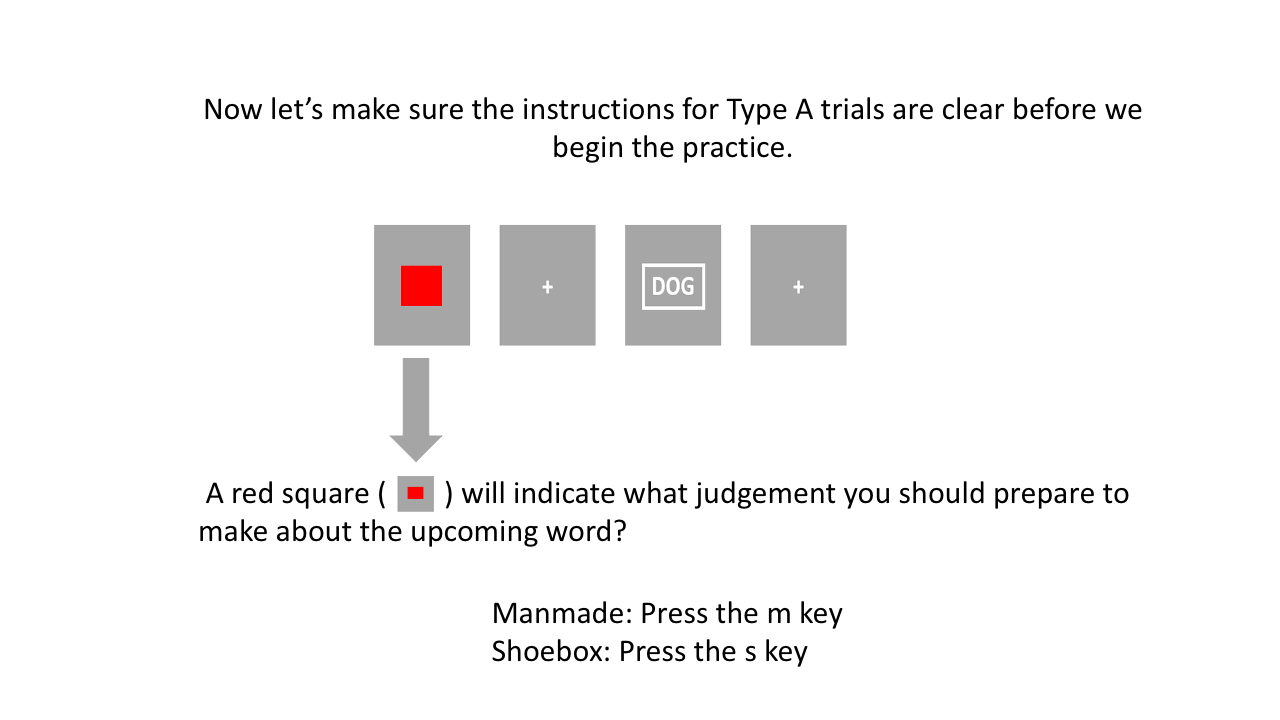 Now let’s make sure the instructions for Type A trials are clear before we
begin the practice.
+
DOG
+
A red square ( ) will indicate what judgement you should prepare to
make about the upcoming word?
Manmade: Press the m key
Shoebox: Press the s key